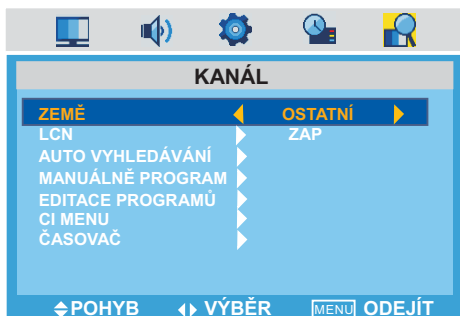 KANÁL
ZEMĚ OSTATNÍ
LCN ZAP
AUTO VYHLEDÁVÁNÍ
MANUÁLNĚ PROGRAM
EDITACE PROGRAMŮ
CI MENU
ČASOVAČ
POHYB VÝBĚR MENU ODEJÍT